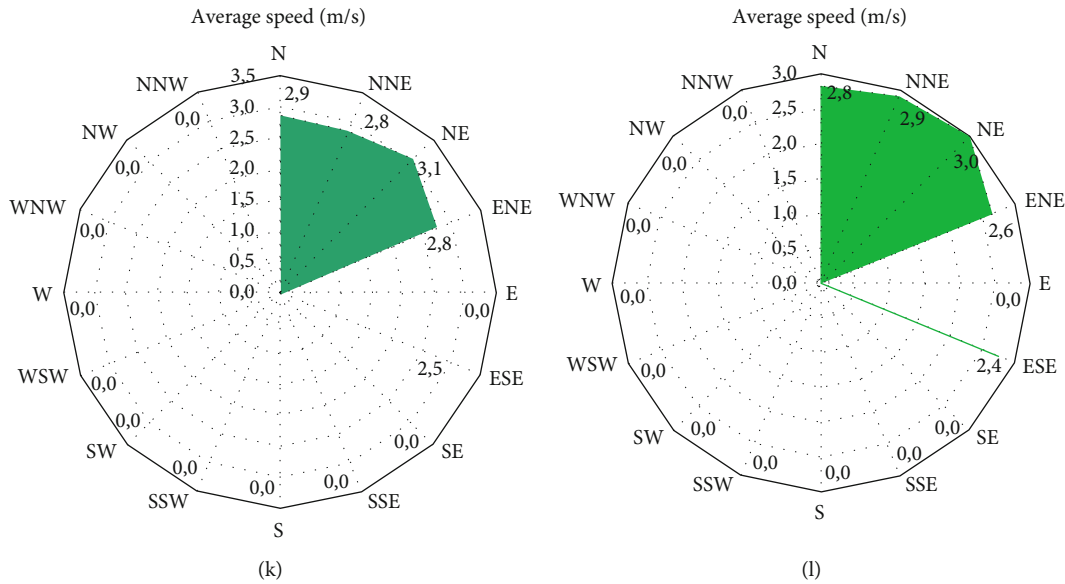 Average speed (m/s)
N
NNE
NE
ENE
E
ESE
SE
SSE
S
SSW
SW
WSW
W
WNW
NW
NNW
3,5
3,0
2,5
2,0
1,5
1,0
0,5
0,0
2,9
2,8
3,1
2,8
0,0
2,5
0,0
0,0
0,0
0,0
0,0
0,0
0,0
0,0
0,0
0,0
(k)
Average speed (m/s)
N
NNE
NE
ENE
E
ESE
SE
SSE
S
SSW
SW
WSW
W
WNW
NW
NNW
3,0
2,5
2,0
1,5
1,0
0,5
0,0
2,8
2,9
3,0
2,6
0,0
2,4
0,0
0,0
0,0
0,0
0,0
0,0
0,0
0,0
0,0
0,0
(l)